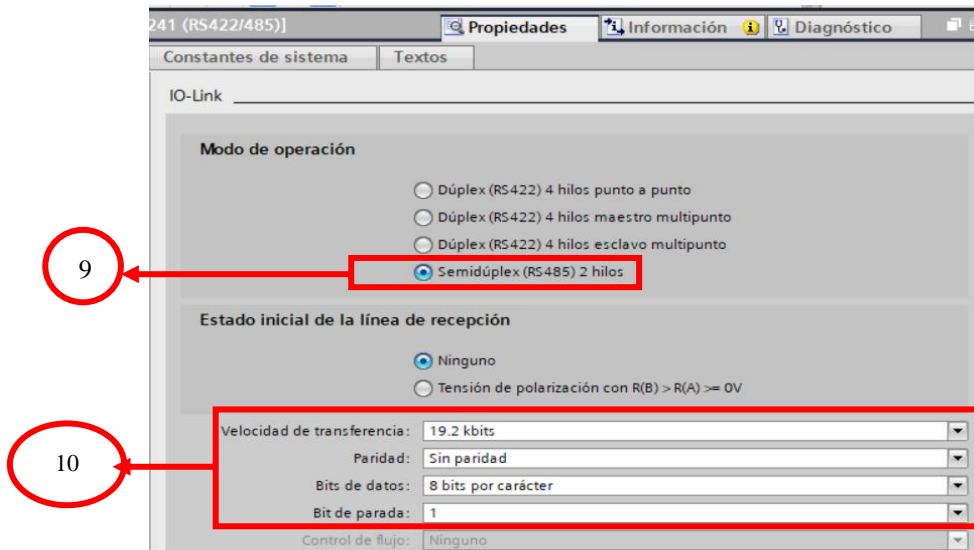 241 (RS422/485)] Propiedades Información Diagnóstico
Constantes de sistema Textos
IO-Link
Modo de operación
Dúplex (RS422) 4 hilos punto a punto
Dúplex (RS422) 4 hilos maestro multipunto
Dúplex (RS422) 4 hilos esclavo multipunto
9 Semidúplex (RS485) 2 hilos
Estado inicial de la línea de recepción
Ninguno
Tensión de polarización con R(B) > R(A) >= 0V
Velocidad de transferencia: 19.2 kbits
10 Paridad: Sin paridad
Bits de datos: 8 bits por carácter
Bit de parada: 1
Control de flujo: Ninguno